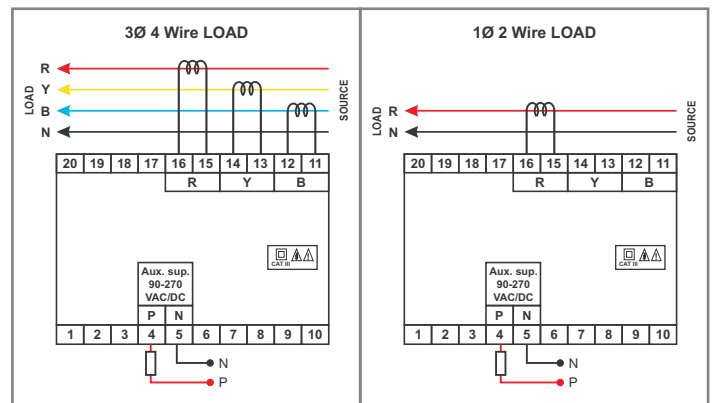 3Ø 4 Wire LOAD
R
Y
B
N
LOAD
SOURCE
20 19 18 17 16 15 14 13 12 11
R Y B
CAT III
Aux. sup.
90-270
VAC/DC
P N
1 2 3 4 5 6 7 8 9 10
N
P
1Ø 2 Wire LOAD
R
N
LOAD
SOURCE
20 19 18 17 16 15 14 13 12 11
R Y B
CAT III
Aux. sup.
90-270
VAC/DC
P N
1 2 3 4 5 6 7 8 9 10
N
P